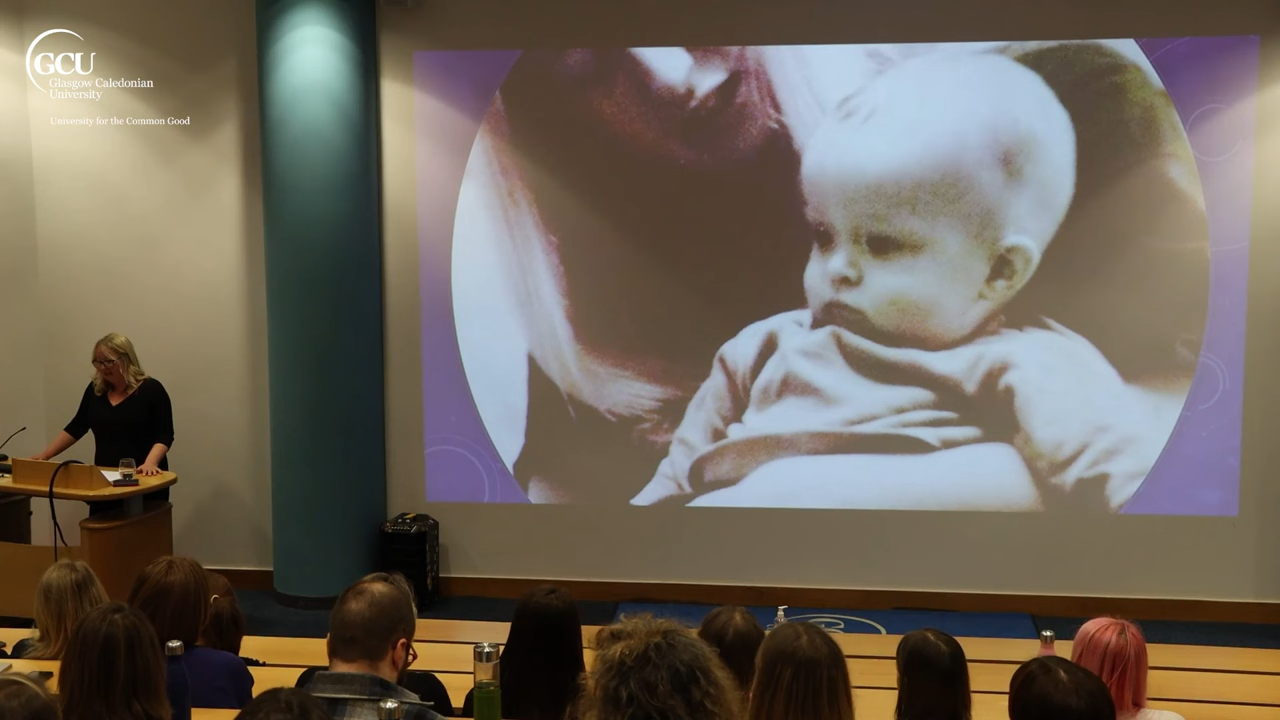 GCU
Glasgow Caledonian
University
University for the Common Good